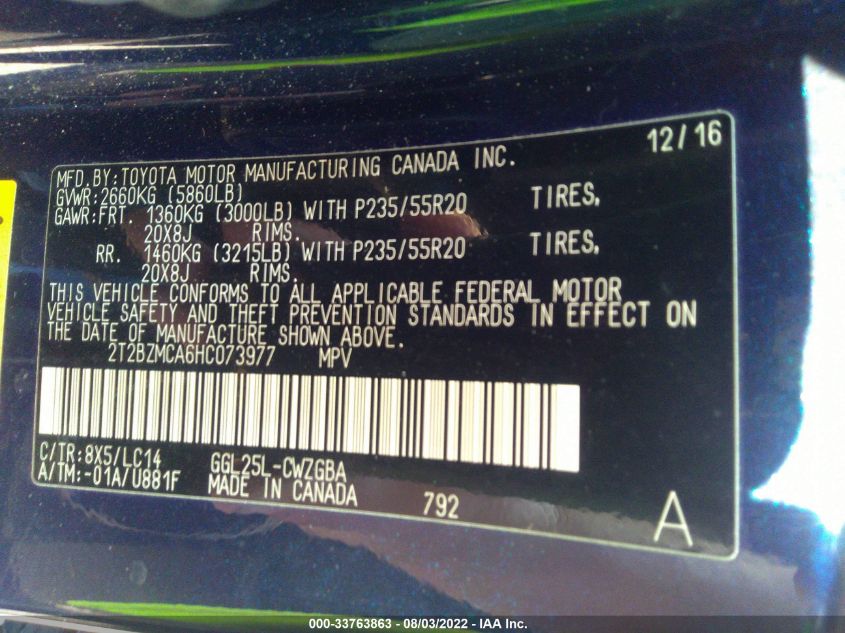 12/16
MFD.BY:TOYOTA MOTOR MANUFACTURING CANADA INC.
GVWR:2660KG (5860LB)
GAWR:FRT. 1360KG (3000LB) WITH P235/55R20 TIRES,
20X8J RIMS.
RR. 1460KG (3215LB) WITH P235/55R20 TIRES,
20X8J RIMS.
THIS VEHICLE CONFORMS TO ALL APPLICABLE FEDERAL MOTOR
VEHICLE SAFETY AND THEFT PREVENTION STANDARDS IN EFFECT ON
THE DATE OF MANUFACTURE SHOWN ABOVE.
2T2BZMCA6HC073977 MPV
C/TR:8X5/LC14 GGL25L-CWZGBA
A/TM:-01A/U881F MADE IN CANADA 792 A
000-33763863 - 08/03/2022 - IAA Inc.